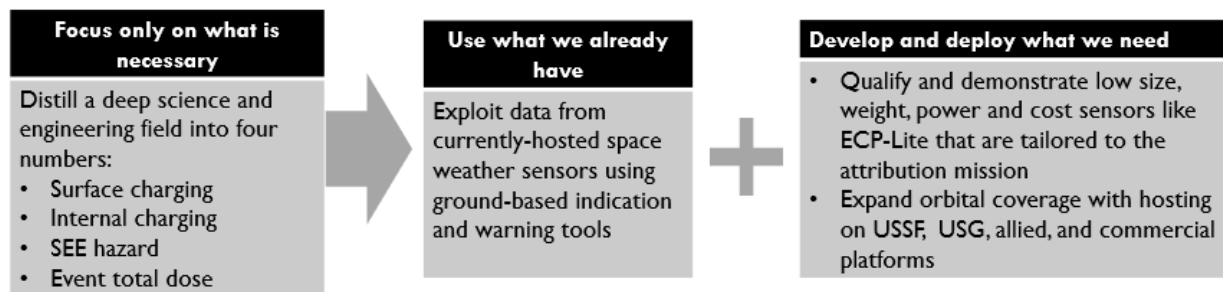 Focus only on what is
necessary
Distill a deep science and
engineering field into four
numbers:
• Surface charging
• Internal charging
• SEE hazard
• Event total dose
Use what we already
have
Exploit data from
currently-hosted space
weather sensors using
ground-based indication
and warning tools
Develop and deploy what we need
• Qualify and demonstrate low size,
weight, power and cost sensors like
ECP-Lite that are tailored to the
attribution mission
• Expand orbital coverage with hosting
on USSF, USG, allied, and commercial
platforms